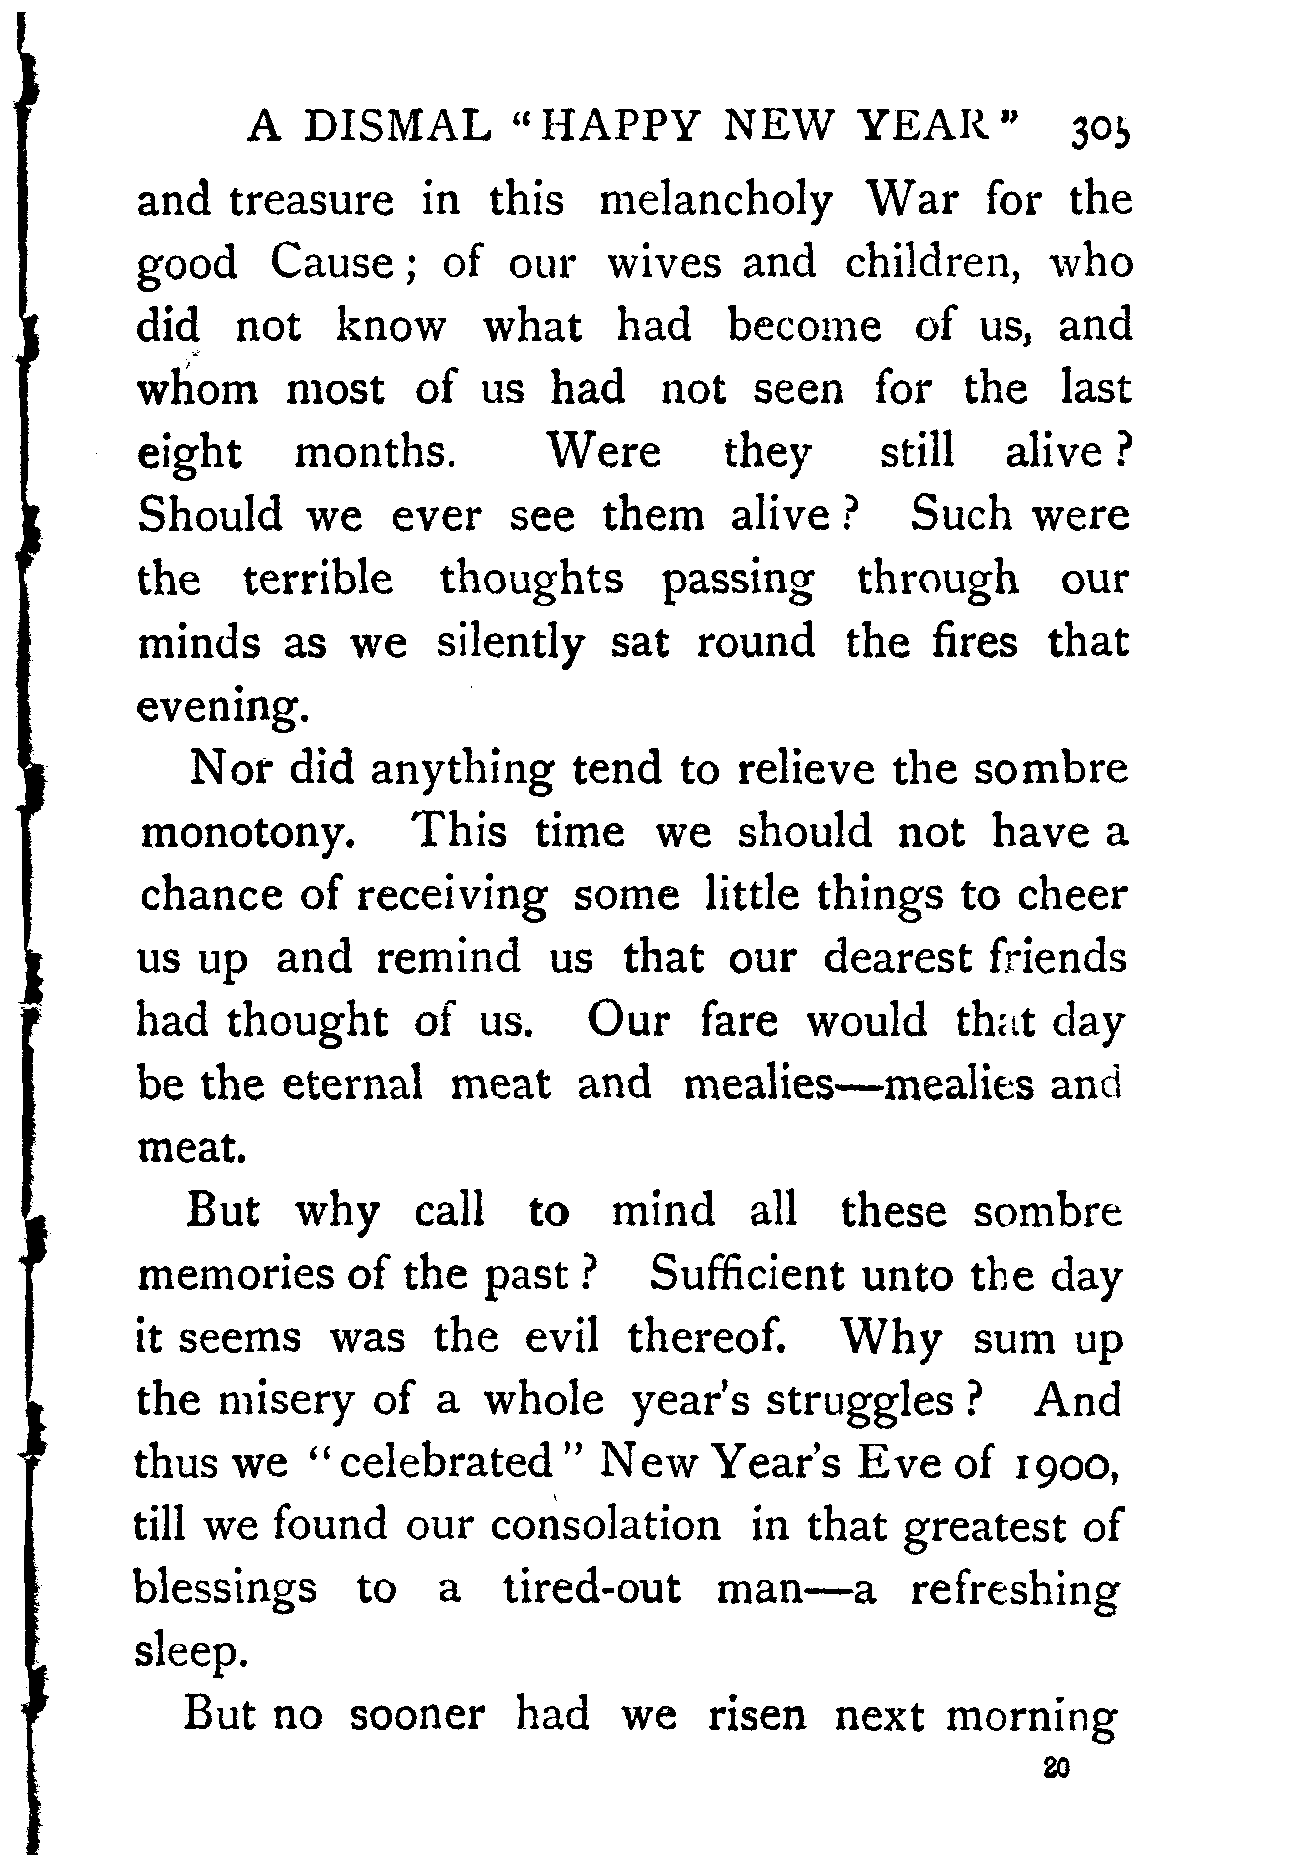 A DISMAL “HAPPY NEW YEAR” 305
and treasure in this melancholy War for the
good Cause; of our wives and children, who
did not know what had become of us, and
whom most of us had not seen for the last
eight months. Were they still alive?
Should we ever see them alive? Such were
the terrible thoughts passing through our
minds as we silently sat round the fires that
evening.
Nor did anything tend to relieve the sombre
monotony. This time we should not have a
chance of receiving some little things to cheer
us up and remind us that our dearest friends
had thought of us. Our fare would that day
be the eternal meat and mealies—mealies and
meat.
But why call to mind all these sombre
memories of the past? Sufficient unto the day
it seems was the evil thereof. Why sum up
the misery of a whole year's struggles? And
thus we “celebrated” New Year's Eve of 1900,
till we found our consolation in that greatest of
blessings to a tired-out man—a refreshing
sleep.
But no sooner had we risen next morning
20